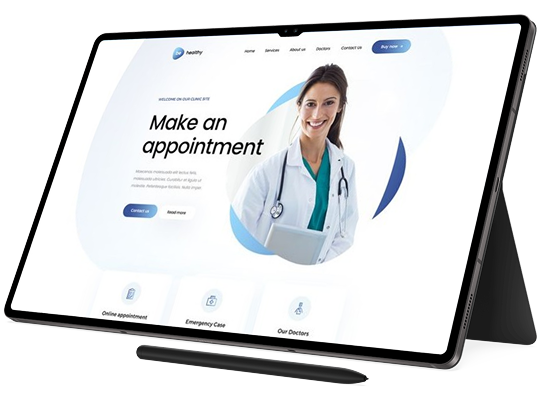 be healthy
Home Services About us Doctors Contact Us Buy now
WELCOME ON OUR CLINIC SITE
Make an
appointment
Contact us Read more
Online appointment
Emergency Case
Our Doctors